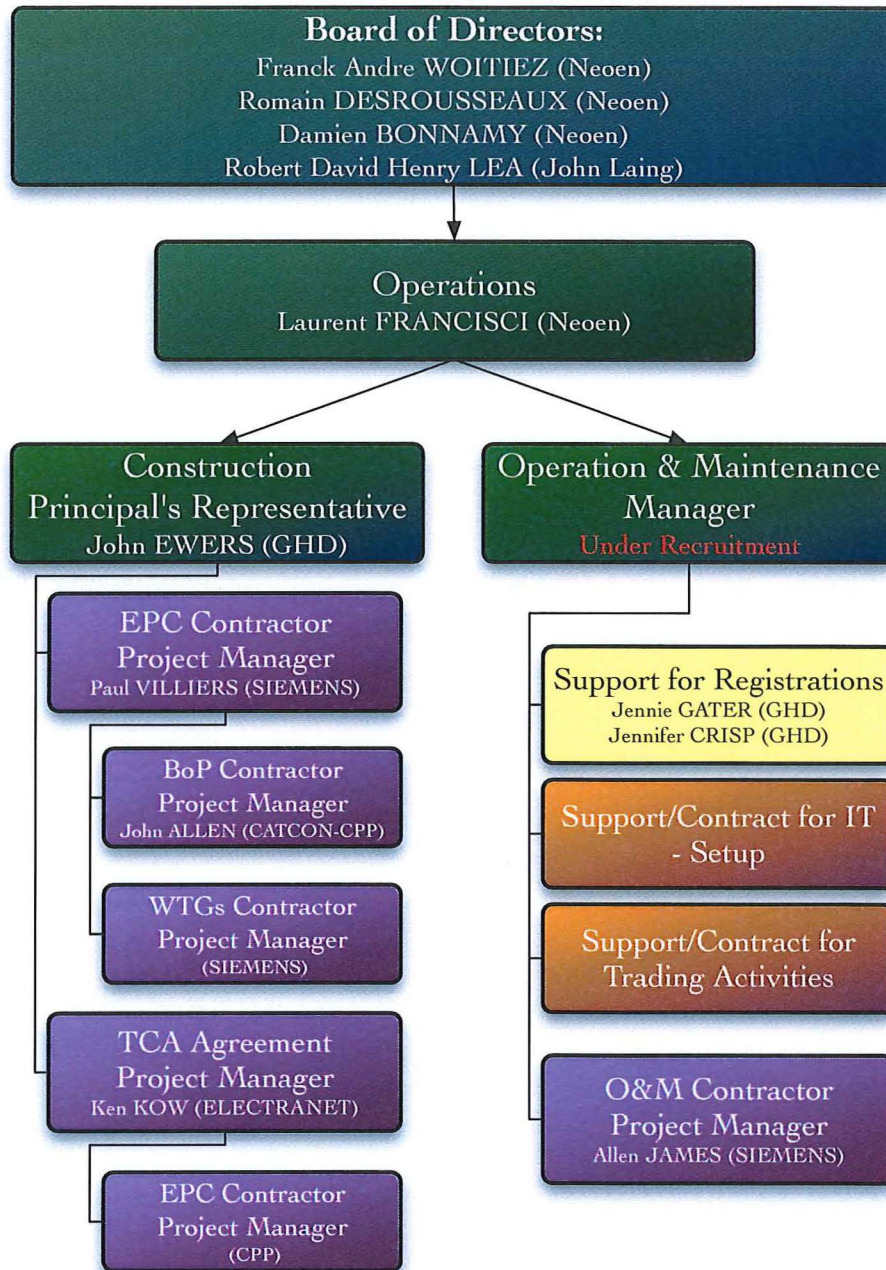 Board of Directors:
Franck Andre WOITIEZ (Neoen)
Romain DESROUSSEAUX (Neoen)
Damien BONNAMY (Neoen)
Robert David Henry LEA (John Laing)
Operations
Laurent FRANCISCI (Neoen)
Construction
Principal's Representative
John EWERS (GHD)
EPC Contractor
Project Manager
Paul VILLIERS (SIEMENS)
BoP Contractor
Project Manager
John ALLEN (CATCON-CPP)
WTGs Contractor
Project Manager
(SIEMENS)
TCA Agreement
Project Manager
Ken KOW (ELECTRANET)
EPC Contractor
Project Manager
(CPP)
Operation & Maintenance
Manager
Under Recruitment
Support for Registrations
Jennie GATER (GHD)
Jennifer CRISP (GHD)
Support/Contract for IT
- Setup
Support/Contract for
Trading Activities
O&M Contractor
Project Manager
Allen JAMES (SIEMENS)